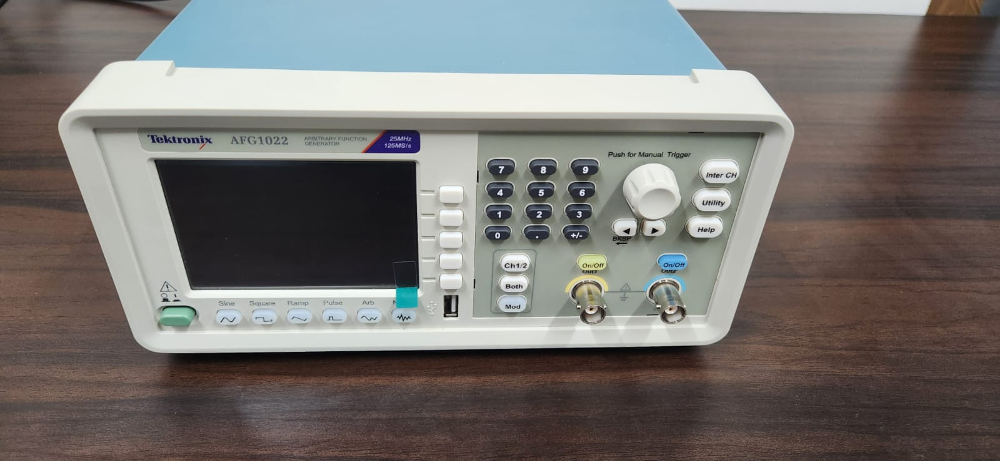 Tektronix AFG1022 ARBITRARY FUNCTION GENERATOR
25MHz
125MS/s
Push for Manual Trigger
7 8 9
4 5 6
1 2 3
0 . +/-
Inter CH
Utility
Help
BKSP
Ch1/2
Both
Mod
On/Off
Out1
On/Off
Out2
Sine Square Ramp Pulse Arb